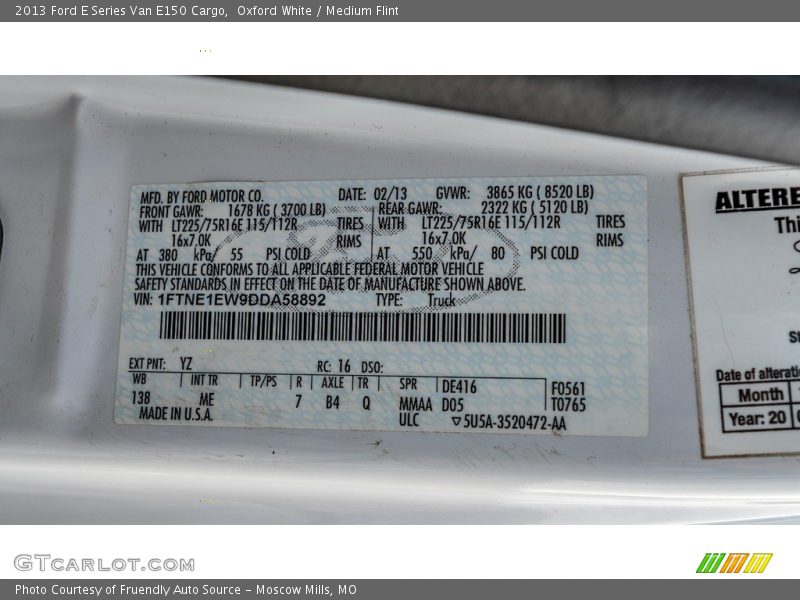 2013 Ford E Series Van E150 Cargo, Oxford White / Medium Flint
MFD. BY FORD MOTOR CO. DATE: 02/13 GVWR: 3865 KG ( 8520 LB)
FRONT GAWR: 1678 KG ( 3700 LB) REAR GAWR: 2322 KG ( 5120 LB)
WITH LT225/75R16E 115/112R TIRES WITH LT225/75R16E 115/112R TIRES
16x7.0K RIMS 16x7.0K RIMS
AT 380 kPa/ 55 PSI COLD AT 550 kPa/ 80 PSI COLD
THIS VEHICLE CONFORMS TO ALL APPLICABLE FEDERAL MOTOR VEHICLE
SAFETY STANDARDS IN EFFECT ON THE DATE OF MANUFACTURE SHOWN ABOVE.
VIN: 1FTNE1EW9DDA58892 TYPE: Truck
EXT PNT: YZ RC: 16 DSO:
WB INT TR TP/PS R AXLE TR SPR DE416 F0561
138 ME 7 B4 Q MMAA D05 T0765
MADE IN U.S.A. ULC ▽5U5A-3520472-AA
ALTERE
Thi
Date of alterati
Month
Year: 20
GTCARLOT.COM
Photo Courtesy of Fruendly Auto Source - Moscow Mills, MO